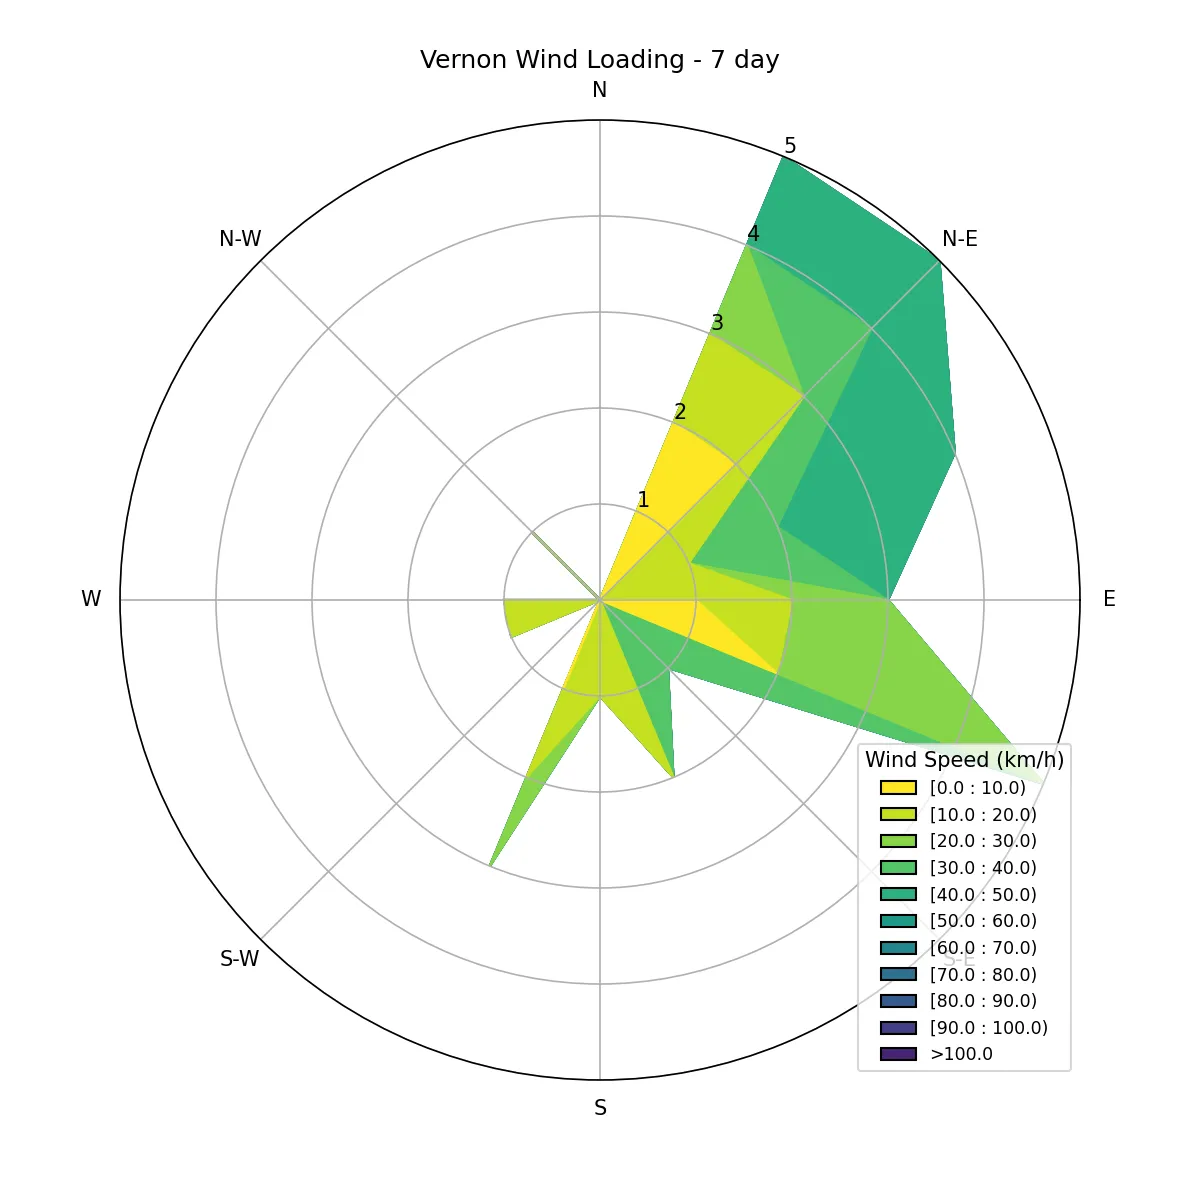 Vernon Wind Loading - 7 day
N
5
N-W
4
N-E
3
2
1
W
E
Wind Speed (km/h)
[0.0 : 10.0)
[10.0 : 20.0)
[20.0 : 30.0)
[30.0 : 40.0)
[40.0 : 50.0)
[50.0 : 60.0)
[60.0 : 70.0)
[70.0 : 80.0)
[80.0 : 90.0)
[90.0 : 100.0)
>100.0
S-W
S-E
S